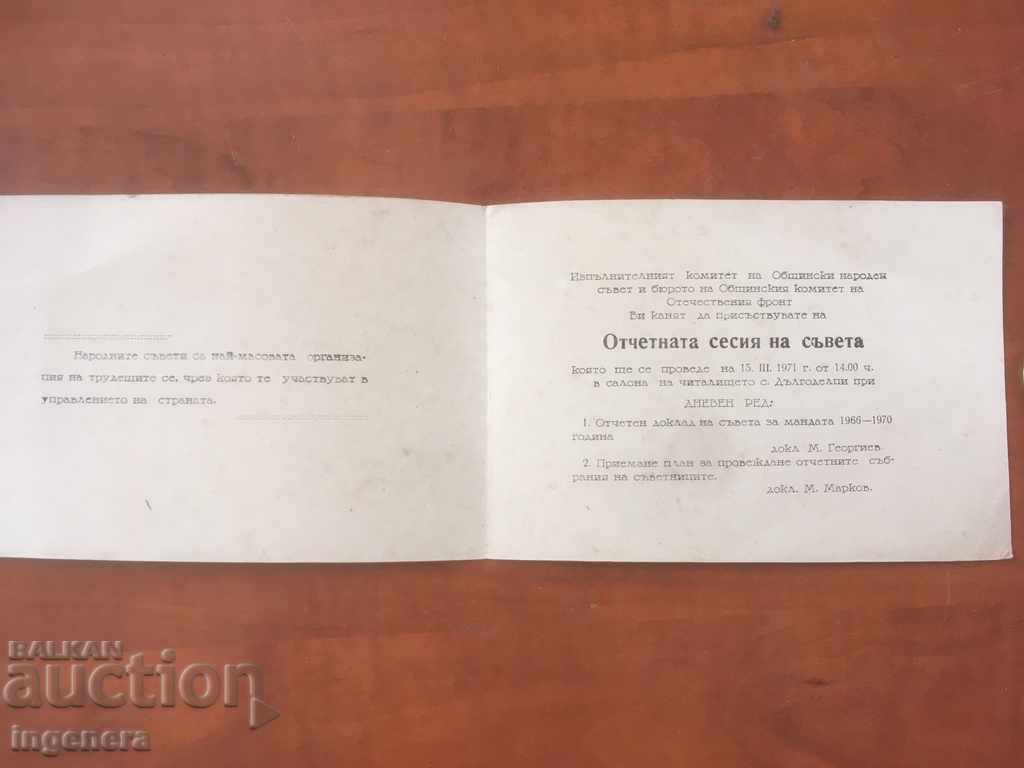 Народните съвети са най-масовата организа-
ция на трудещите се, чрез която те участвуват в
управлението на страната.
Изпълнителният комитет на Общински народен
съвет и бюрото на Общинския комитет на
Отечествения фронт
Ви канят да присъствувате на
Отчетната сесия на съвета
която ще се проведе на 15. III. 1971 г. от 14.00 ч.
в салона на читалището с. Дългоделци при
ДНЕВЕН РЕД:
1. Отчетен доклад на съвета за мандата 1966—1970
година
докл. М. Георгиев.
2. Приемане план за провеждане отчетните съб-
рания на съветниците.
докл. М. Марков.
BALKAN
auction
ingenera